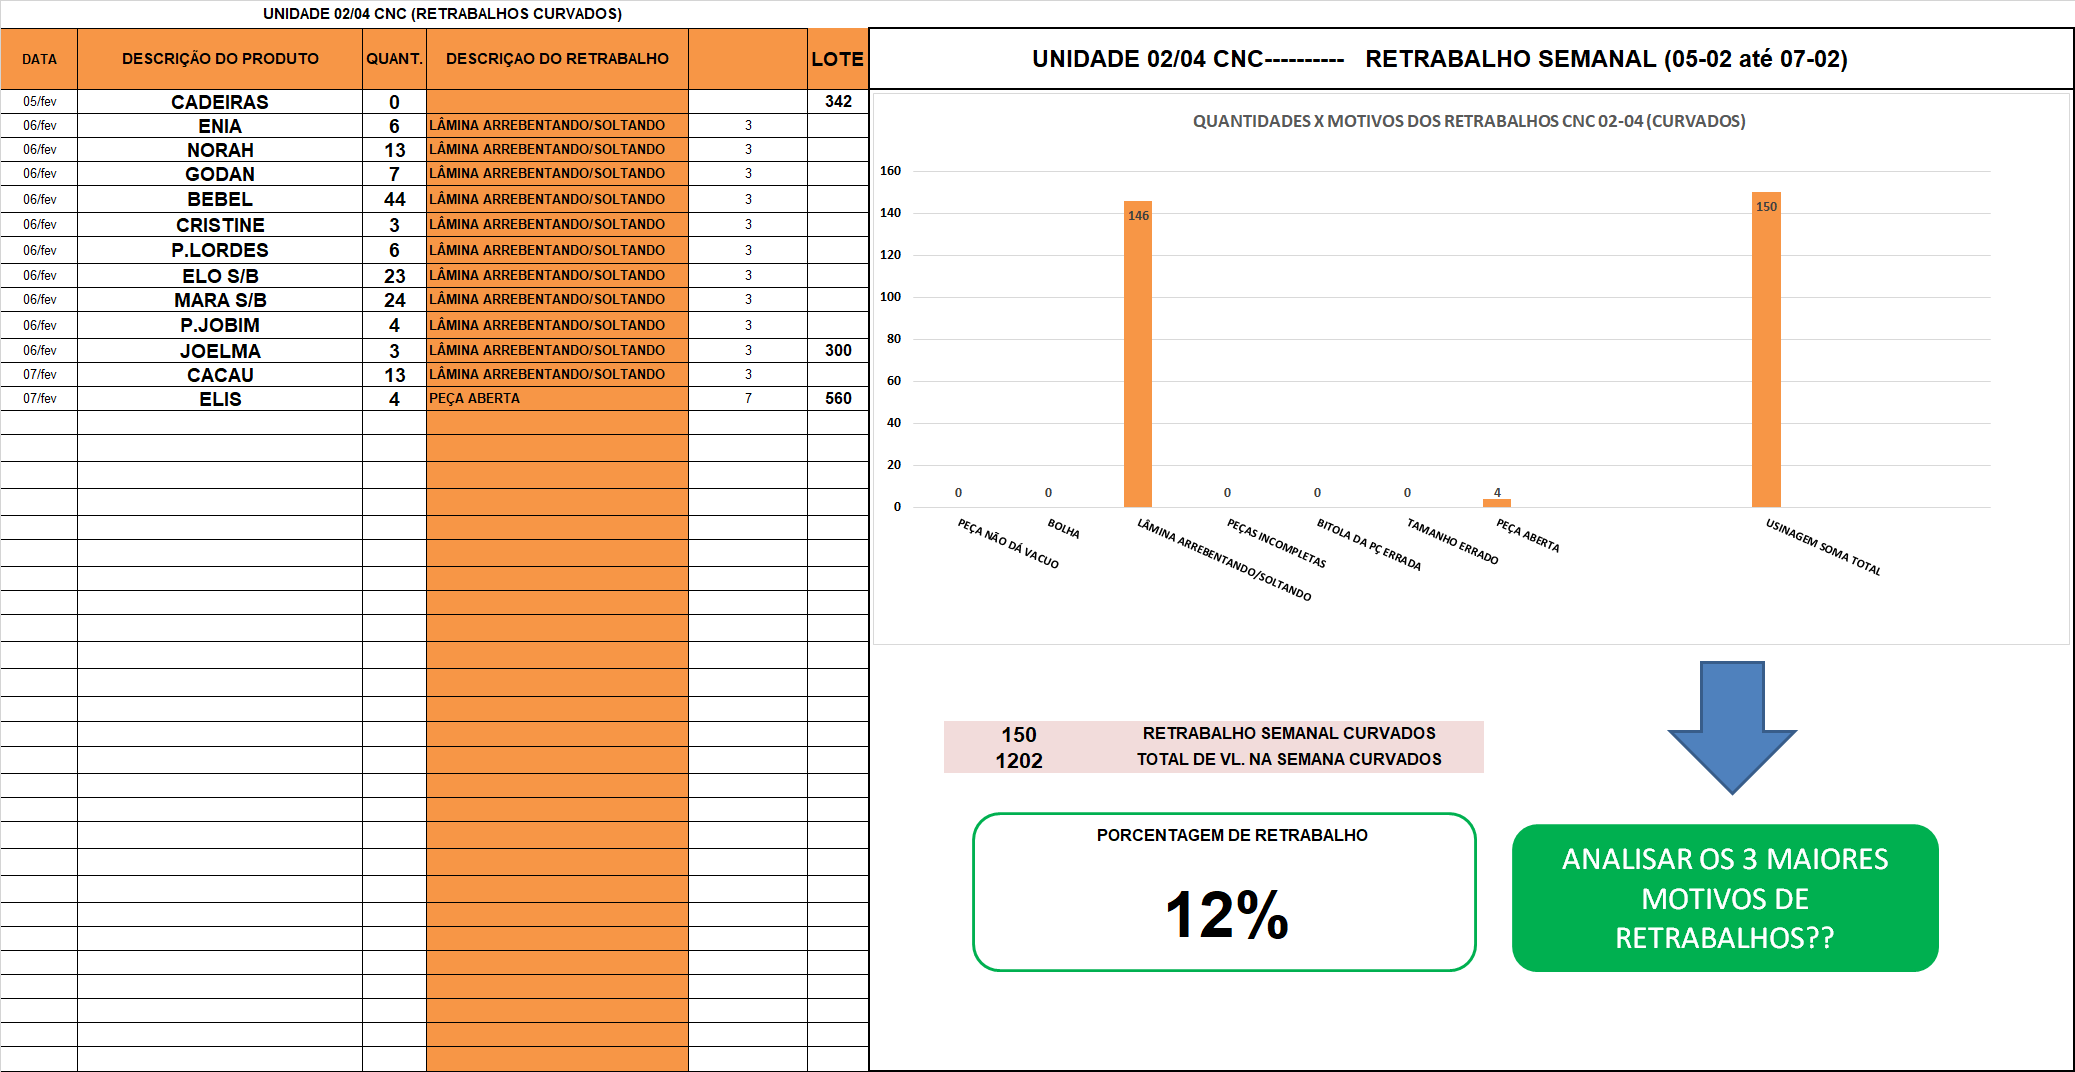 UNIDADE 02/04 CNC (RETRABALHOS CURVADOS)
DATA DESCRIÇÃO DO PRODUTO QUANT. DESCRIÇAO DO RETRABALHO LOTE
05/fev CADEIRAS 0 342
06/fev ENIA 6 LÂMINA ARREBENTANDO/SOLTANDO 3
06/fev NORAH 13 LÂMINA ARREBENTANDO/SOLTANDO 3
06/fev GODAN 7 LÂMINA ARREBENTANDO/SOLTANDO 3
06/fev BEBEL 44 LÂMINA ARREBENTANDO/SOLTANDO 3
06/fev CRISTINE 3 LÂMINA ARREBENTANDO/SOLTANDO 3
06/fev P.LORDES 6 LÂMINA ARREBENTANDO/SOLTANDO 3
06/fev ELO S/B 23 LÂMINA ARREBENTANDO/SOLTANDO 3
06/fev MARA S/B 24 LÂMINA ARREBENTANDO/SOLTANDO 3
06/fev P.JOBIM 4 LÂMINA ARREBENTANDO/SOLTANDO 3
06/fev JOELMA 3 LÂMINA ARREBENTANDO/SOLTANDO 3 300
07/fev CACAU 13 LÂMINA ARREBENTANDO/SOLTANDO 3
07/fev ELIS 4 PEÇA ABERTA 7 560
UNIDADE 02/04 CNC---------- RETRABALHO SEMANAL (05-02 até 07-02)
QUANTIDADES X MOTIVOS DOS RETRABALHOS CNC 02-04 (CURVADOS)
160
140
120
100
80
60
40
20
0
0 0 146 0 0 0 4 150
PEÇA NÃO DÁ VACUO
BOLHA
LÂMINA ARREBENTANDO/SOLTANDO
PEÇAS INCOMPLETAS
BITOLA DA PÇ ERRADA
TAMANHO ERRADO
PEÇA ABERTA
USINAGEM SOMA TOTAL
150 RETRABALHO SEMANAL CURVADOS
1202 TOTAL DE VL. NA SEMANA CURVADOS
PORCENTAGEM DE RETRABALHO
12%
ANALISAR OS 3 MAIORES
MOTIVOS DE
RETRABALHOS??